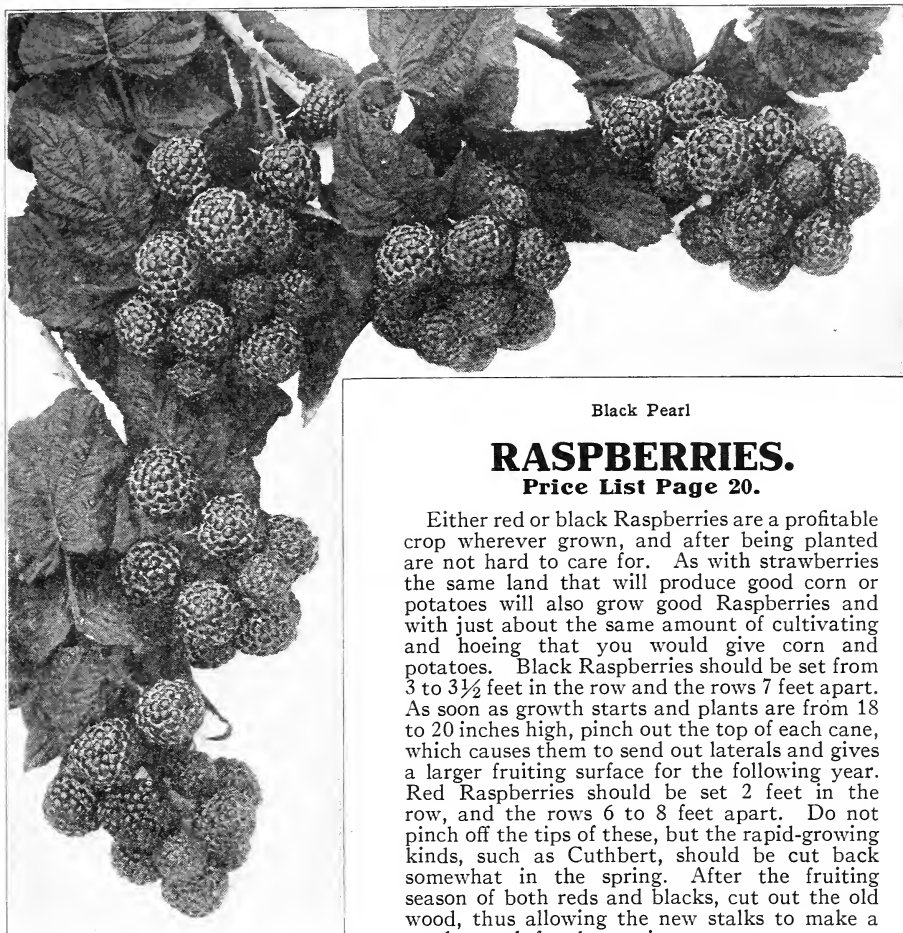 Black Pearl
RASPBERRIES.
Price List Page 20.
Either red or black Raspberries are a profitable
crop wherever grown, and after being planted
are not hard to care for. As with strawberries
the same land that will produce good corn or
potatoes will also grow good Raspberries and
with just about the same amount of cultivating
and hoeing that you would give corn and
potatoes. Black Raspberries should be set from
3 to 3½ feet in the row and the rows 7 feet apart.
As soon as growth starts and plants are from 18
to 20 inches high, pinch out the top of each cane,
which causes them to send out laterals and gives
a larger fruiting surface for the following year.
Red Raspberries should be set 2 feet in the
row, and the rows 6 to 8 feet apart. Do not
pinch off the tips of these, but the rapid-growing
kinds, such as Cuthbert, should be cut back
somewhat in the spring. After the fruiting
season of both reds and blacks, cut out the old
wood, thus allowing the new stalks to make a